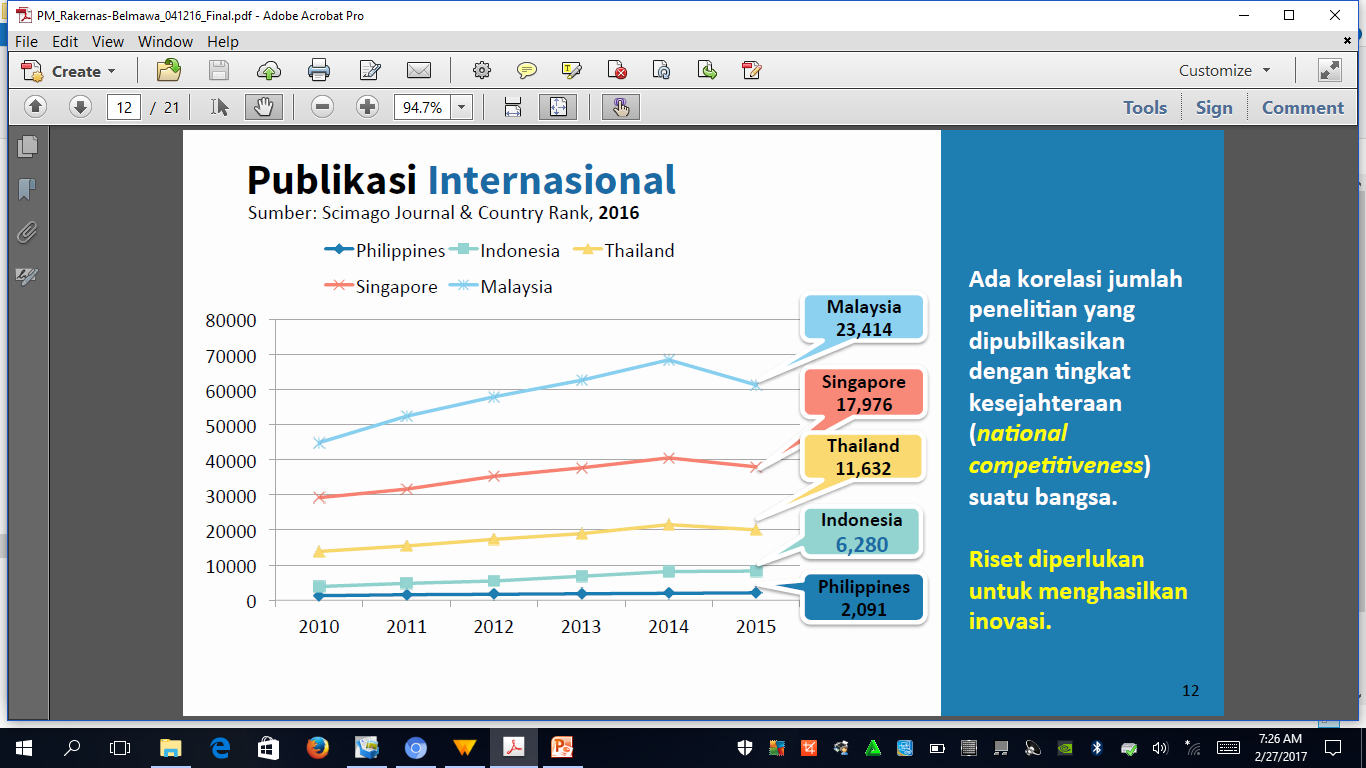 PM_Rakernas-Belmawa_041216_Final.pdf - Adobe Acrobat Pro
File Edit View Window Help
Create
Customize
12 / 21
94.7%
Tools Sign Comment
Publikasi Internasional
Sumber: Scimago Journal & Country Rank, 2016
Philippines Indonesia Thailand
Singapore Malaysia
80000
70000
60000
50000
40000
30000
20000
10000
0
2010 2011 2012 2013 2014 2015
Malaysia
23,414
Singapore
17,976
Thailand
11,632
Indonesia
6,280
Philippines
2,091
Ada korelasi jumlah
penelitian yang
dipubilkasikan
dengan tingkat
kesejahteraan
(national
competitiveness)
suatu bangsa.
Riset diperlukan
untuk menghasilkan
inovasi.
12
7:26 AM
2/27/2017